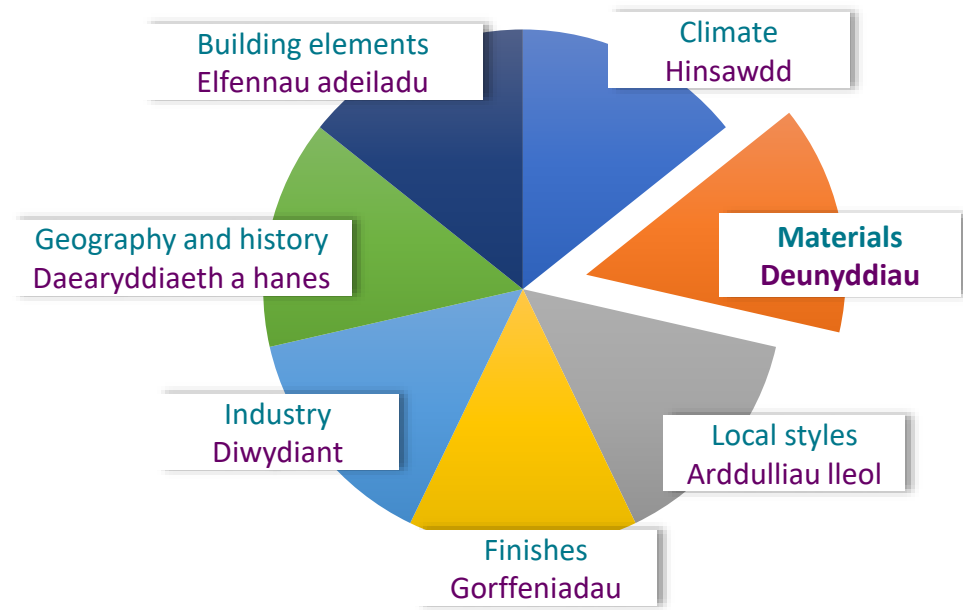 Climate
Hinsawdd
Materials
Deunyddiau
Local styles
Arddulliau lleol
Finishes
Gorffeniadau
Industry
Diwydiant
Geography and history
Daearyddiaeth a hanes
Building elements
Elfennau adeiladu